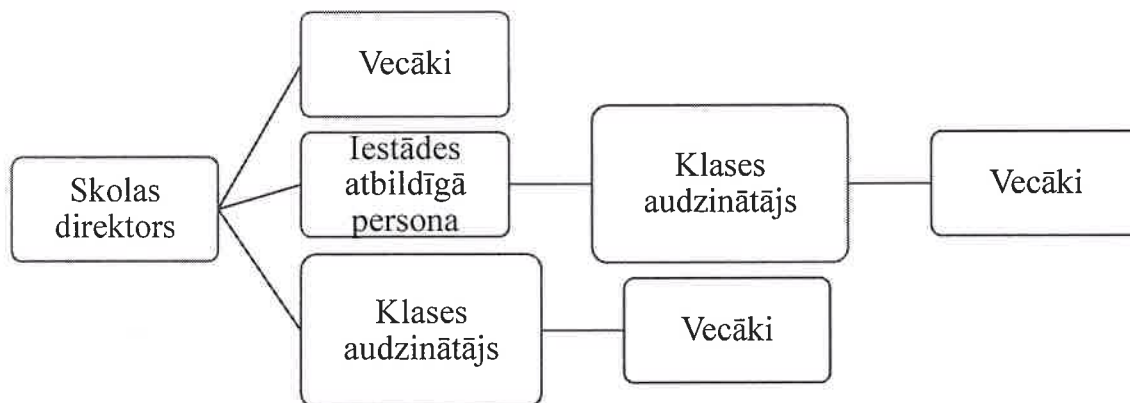 Skolas
direktors
Vecāki
Iestādes
atbildīgā
persona
Klases
audzinātājs
Vecāki
Klases
audzinātājs
Vecāki